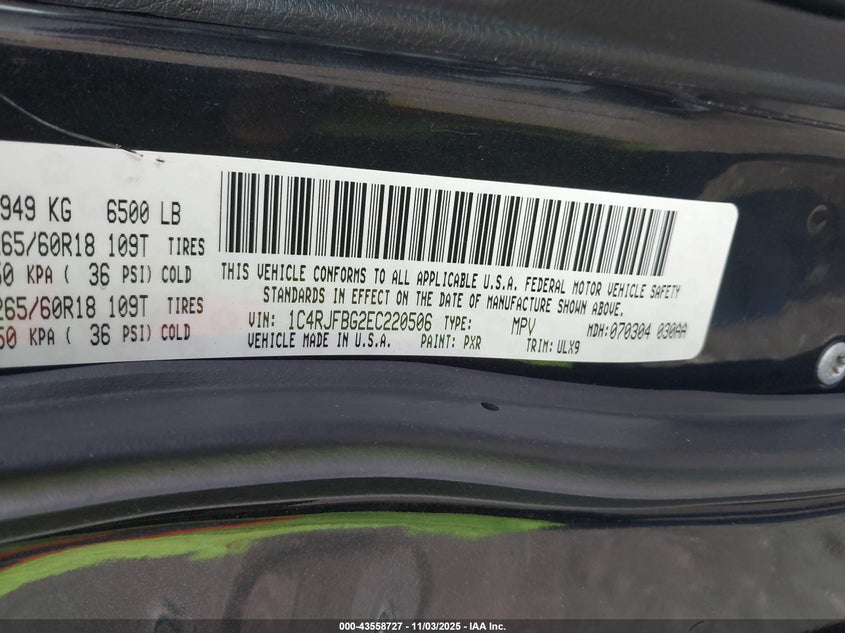 949 KG 6500 LB
265/60R18 109T TIRES
50 KPA ( 36 PSI) COLD
265/60R18 109T TIRES
50 KPA ( 36 PSI) COLD
THIS VEHICLE CONFORMS TO ALL APPLICABLE U.S.A. FEDERAL MOTOR VEHICLE SAFETY
STANDARDS IN EFFECT ON THE DATE OF MANUFACTURE SHOWN ABOVE.
VIN: 1C4RJFBG2EC220506 TYPE: MPV MDH:070304 030AA
VEHICLE MADE IN U.S.A. PAINT: PXR TRIM: ULX9
000-43558727 - 11/03/2025 - IAA Inc.